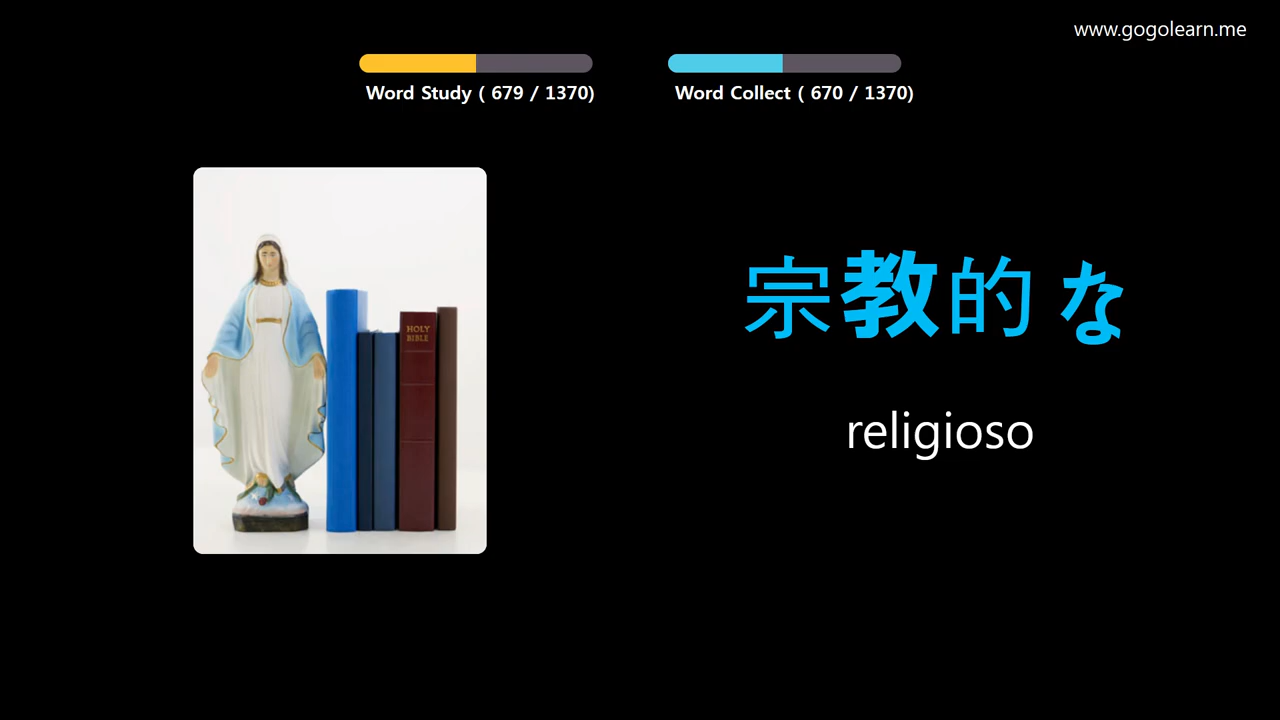 www.gogolearn.me
Word Study ( 679 / 1370)
Word Collect ( 670 / 1370)
HOLY
BIBLE
宗教的 な
religioso